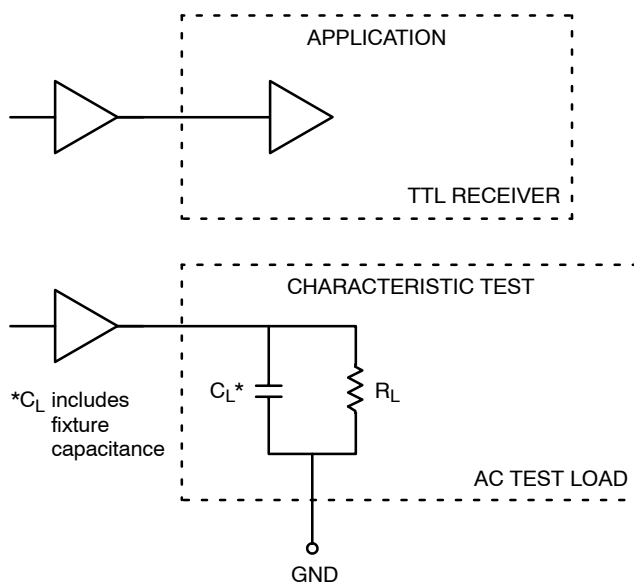 APPLICATION
TTL RECEIVER
CHARACTERISTIC TEST
*CL includes
fixture
capacitance
CL*
RL
AC TEST LOAD
GND